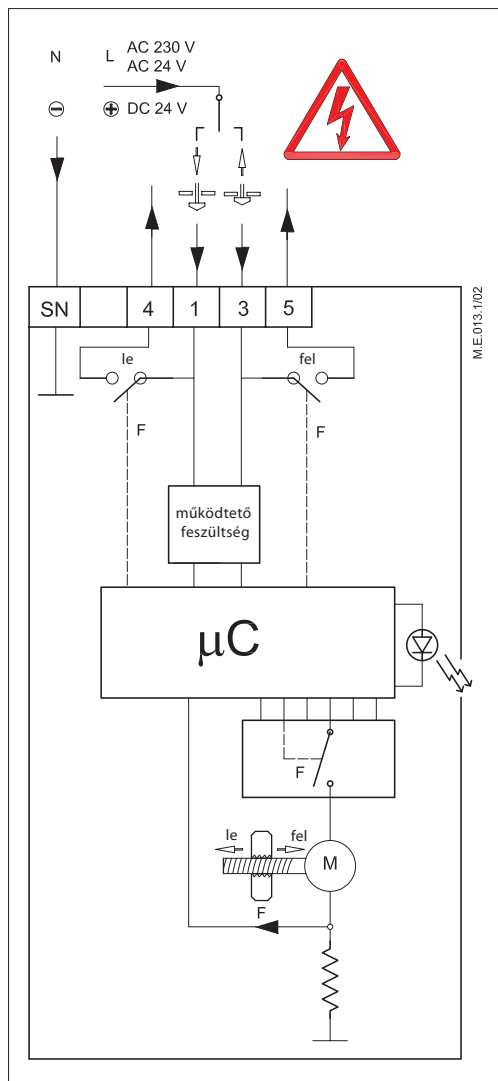 N
L
AC 230 V
AC 24 V
DC 24 V
SN
4
1
3
5
M.E.013.1/02
le
fel
F
F
működtető
feszültség
μC
F
le
fel
M
F